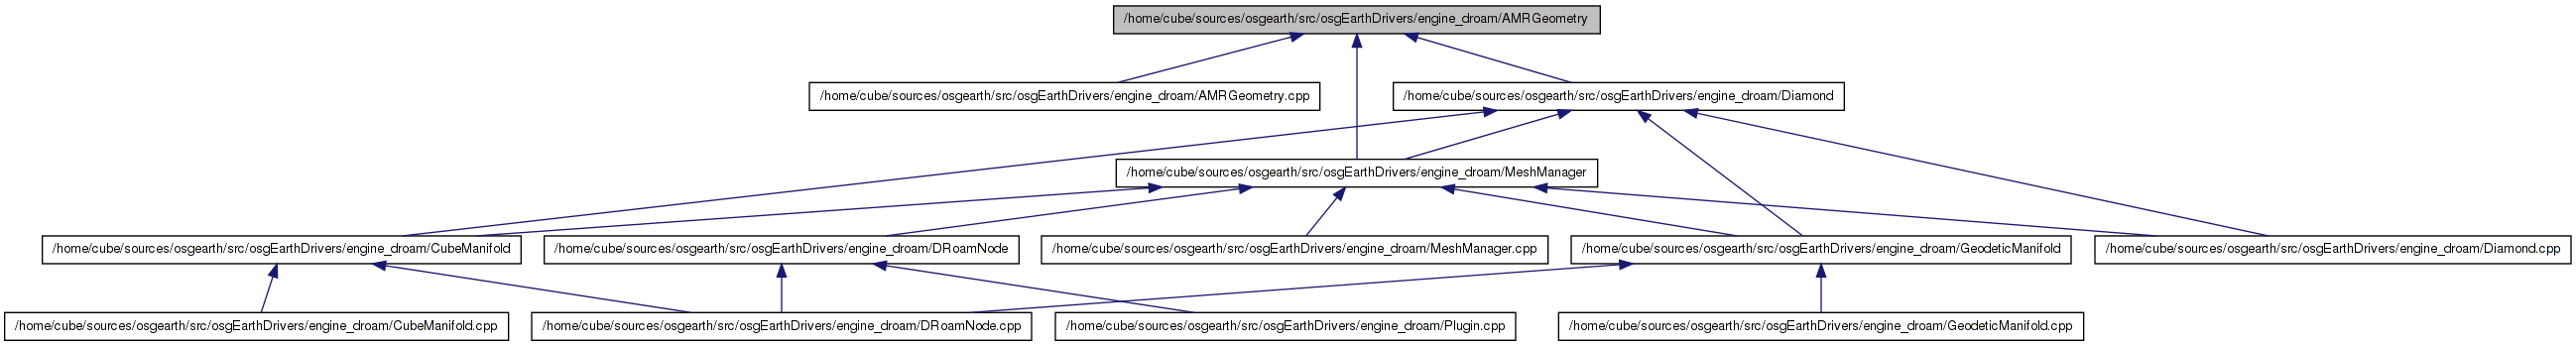 /home/cube/sources/osgearth/src/osgEarthDrivers/engine_droam/AMRGeometry
/home/cube/sources/osgearth/src/osgEarthDrivers/engine_droam/AMRGeometry.cpp
/home/cube/sources/osgearth/src/osgEarthDrivers/engine_droam/Diamond
/home/cube/sources/osgearth/src/osgEarthDrivers/engine_droam/MeshManager
/home/cube/sources/osgearth/src/osgEarthDrivers/engine_droam/CubeManifold
/home/cube/sources/osgearth/src/osgEarthDrivers/engine_droam/DRoamNode
/home/cube/sources/osgearth/src/osgEarthDrivers/engine_droam/MeshManager.cpp
/home/cube/sources/osgearth/src/osgEarthDrivers/engine_droam/GeodeticManifold
/home/cube/sources/osgearth/src/osgEarthDrivers/engine_droam/Diamond.cpp
/home/cube/sources/osgearth/src/osgEarthDrivers/engine_droam/CubeManifold.cpp
/home/cube/sources/osgearth/src/osgEarthDrivers/engine_droam/DRoamNode.cpp
/home/cube/sources/osgearth/src/osgEarthDrivers/engine_droam/Plugin.cpp
/home/cube/sources/osgearth/src/osgEarthDrivers/engine_droam/GeodeticManifold.cpp